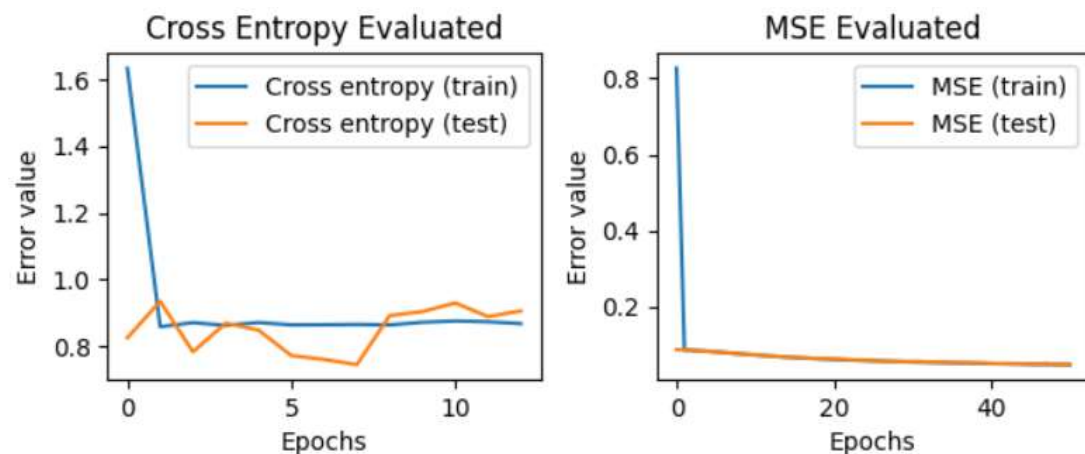 Cross Entropy Evaluated
Cross entropy (train)
Cross entropy (test)
Error value
1.6
1.4
1.2
1.0
0.8
0
5
10
Epochs
MSE Evaluated
MSE (train)
MSE (test)
Error value
0.8
0.6
0.4
0.2
0
20
40
Epochs